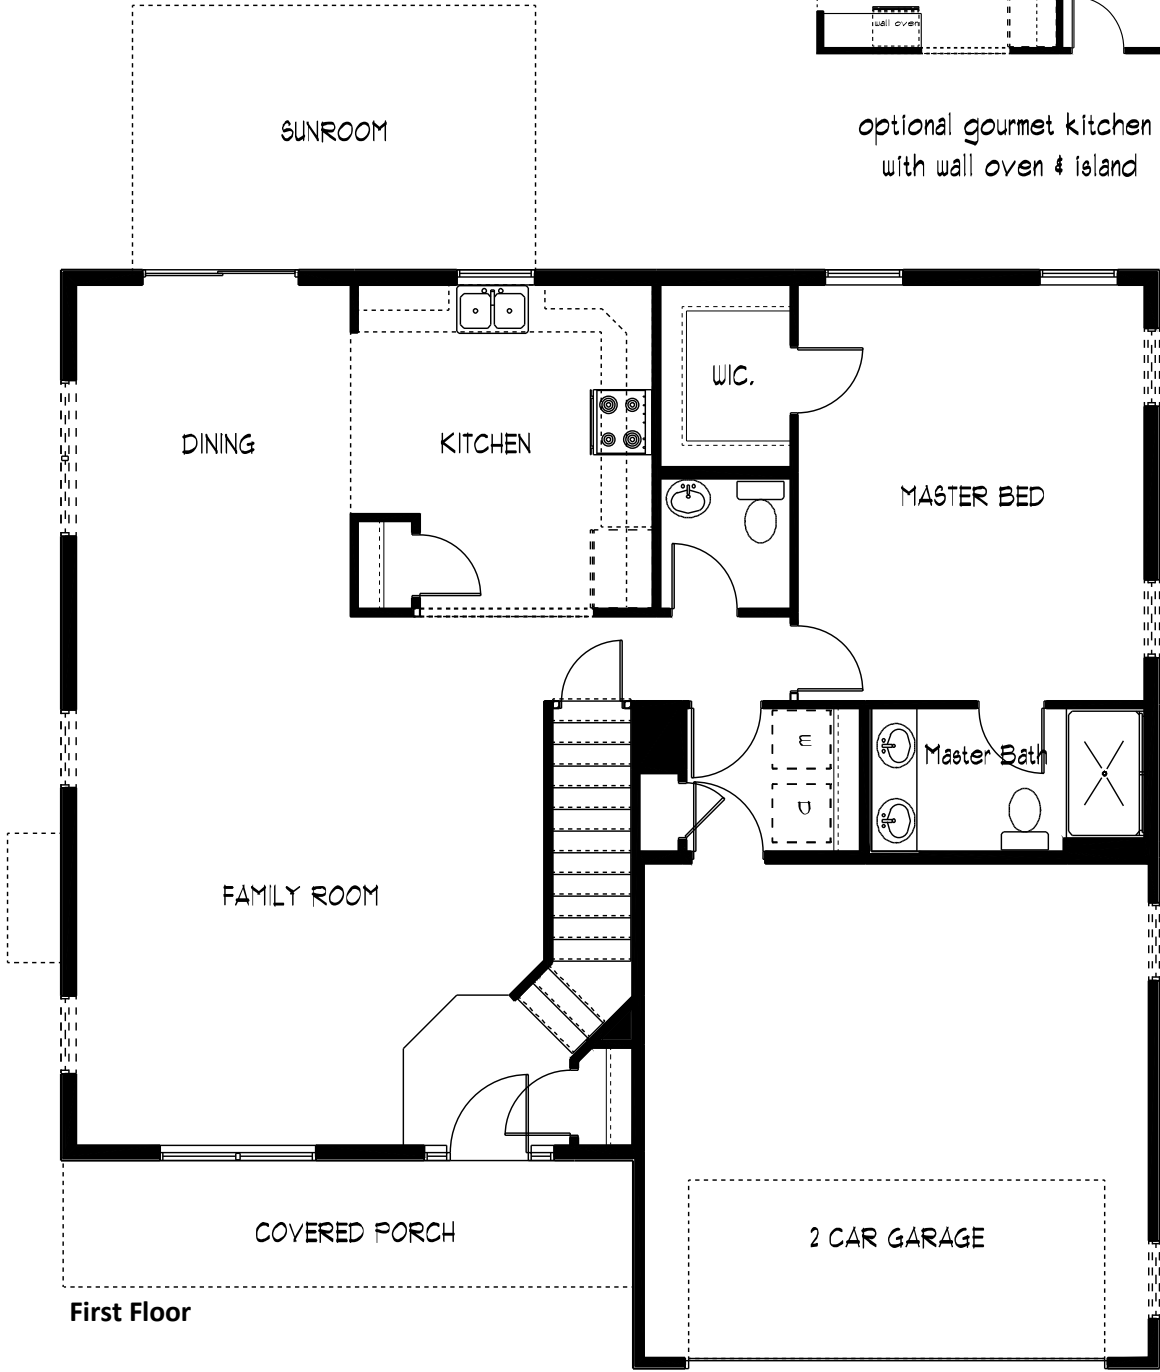 wall oven
optional gourmet kitchen
with wall oven & island
SUNROOM
WIC.
DINING
KITCHEN
MASTER BED
W
Master Bath
D
FAMILY ROOM
COVERED PORCH
2 CAR GARAGE
First Floor